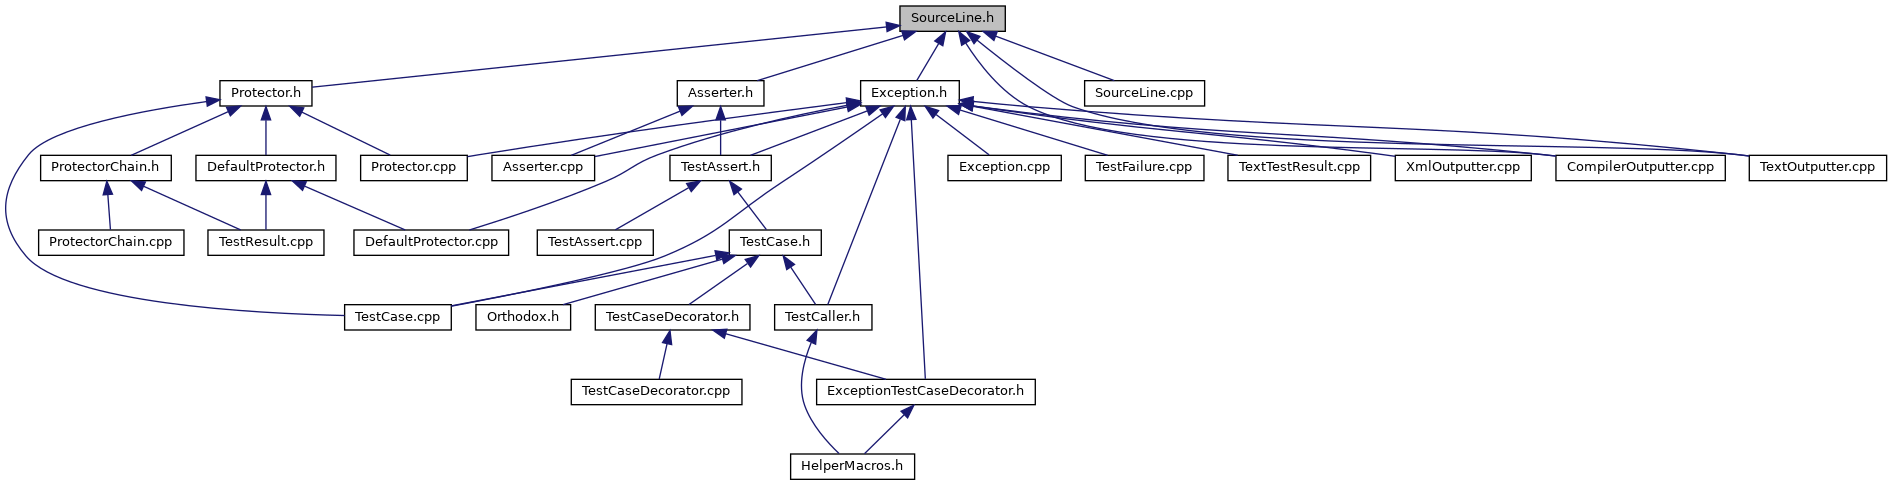 SourceLine.h
Protector.h
Asserter.h
Exception.h
SourceLine.cpp
ProtectorChain.h
DefaultProtector.h
Protector.cpp
Asserter.cpp
TestAssert.h
Exception.cpp
TestFailure.cpp
TextTestResult.cpp
XmlOutputter.cpp
CompilerOutputter.cpp
TextOutputter.cpp
ProtectorChain.cpp
TestResult.cpp
DefaultProtector.cpp
TestAssert.cpp
TestCase.h
TestCase.cpp
Orthodox.h
TestCaseDecorator.h
TestCaller.h
TestCaseDecorator.cpp
ExceptionTestCaseDecorator.h
HelperMacros.h